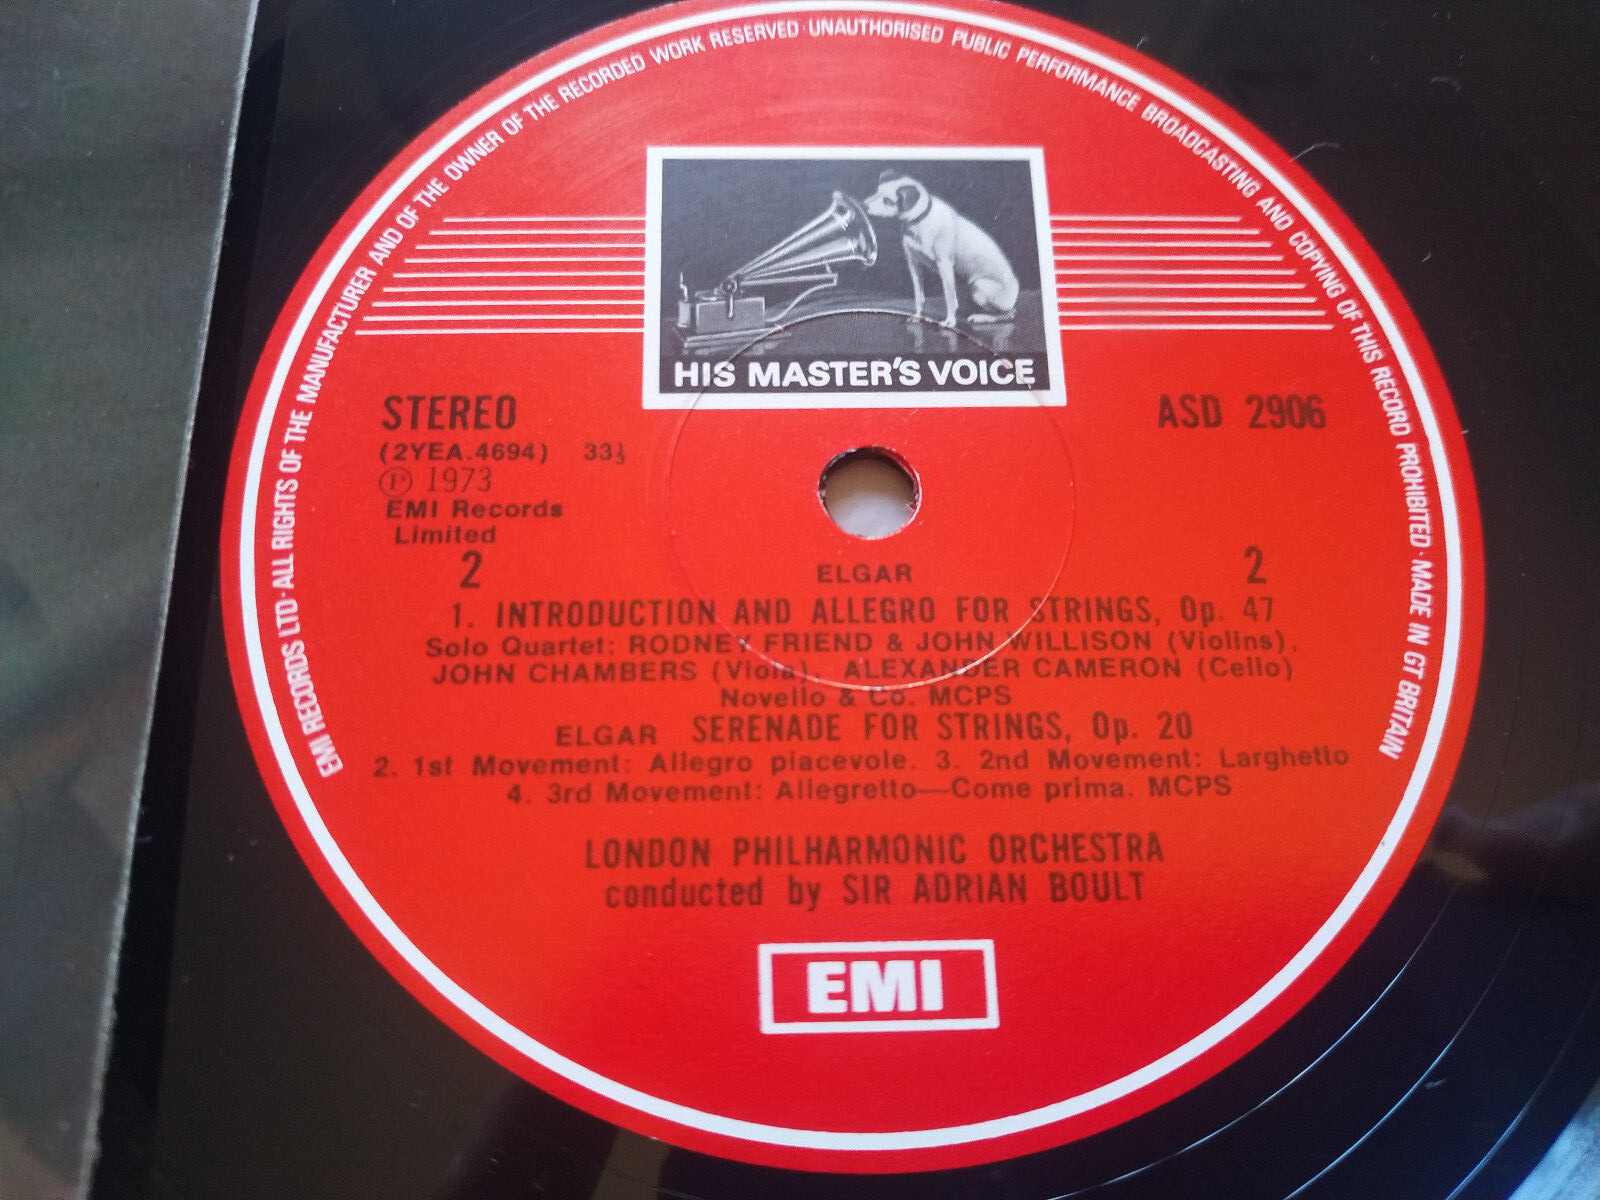 EMI RECORDS LTD · ALL RIGHTS OF THE MANUFACTURER AND OF THE OWNER OF THE RECORDED WORK RESERVED · UNAUTHORISED PUBLIC PERFORMANCE BROADCASTING AND COPYING OF THIS RECORD PROHIBITED · MADE IN GT BRITAIN
HIS MASTER'S VOICE
STEREO
ASD 2906
(2YEA.4694) 33⅓
Ⓟ 1973
EMI Records
Limited
2
2
ELGAR
1. INTRODUCTION AND ALLEGRO FOR STRINGS, Op. 47
Solo Quartet: RODNEY FRIEND & JOHN WILLISON (Violins),
JOHN CHAMBERS (Viola), ALEXANDER CAMERON (Cello)
Novello & Co. MCPS
ELGAR SERENADE FOR STRINGS, Op. 20
2. 1st Movement: Allegro piacevole. 3. 2nd Movement: Larghetto
4. 3rd Movement: Allegretto—Come prima. MCPS
LONDON PHILHARMONIC ORCHESTRA
conducted by SIR ADRIAN BOULT
EMI